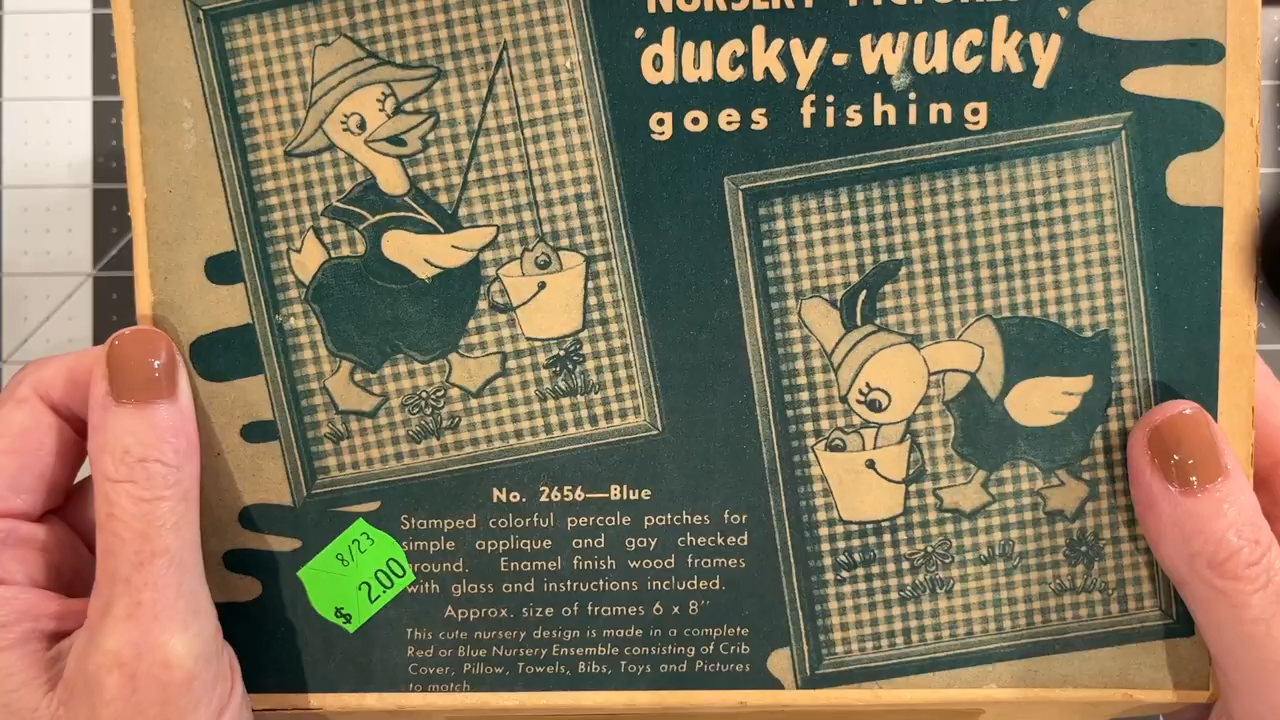 NURSERY PICTURES
'ducky-wucky'
goes fishing
No. 2656—Blue
Stamped colorful percale patches for
simple applique and gay checked
ground. Enamel finish wood frames
with glass and instructions included.
Approx. size of frames 6 x 8"
This cute nursery design is made in a complete
Red or Blue Nursery Ensemble consisting of Crib
Cover, Pillow, Towels, Bibs, Toys and Pictures
to match.
8/23
$ 2.00